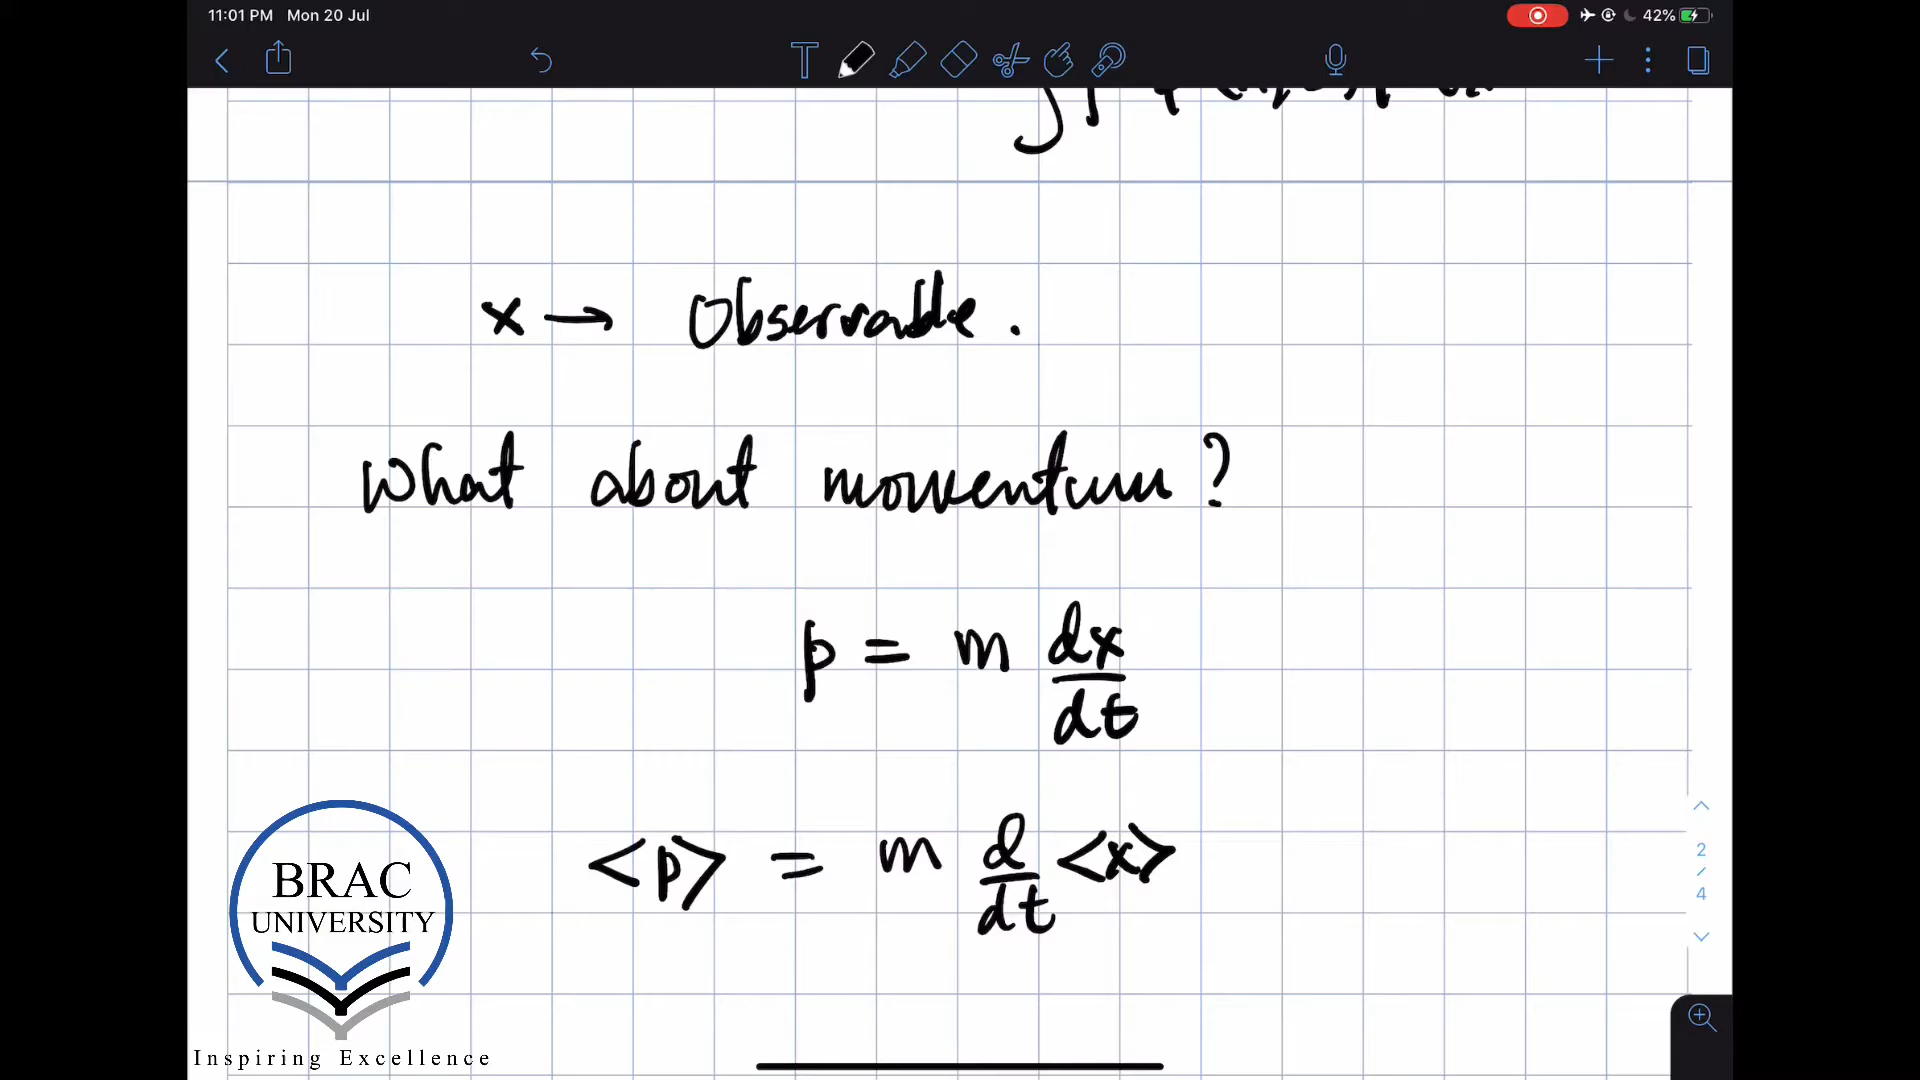 11:01 PM Mon 20 Jul 42%
T
x → Observable.
What about momentum?
p = m dx/dt
<p> = m d/dt <x>
2
/
4
BRAC
UNIVERSITY
Inspiring Excellence